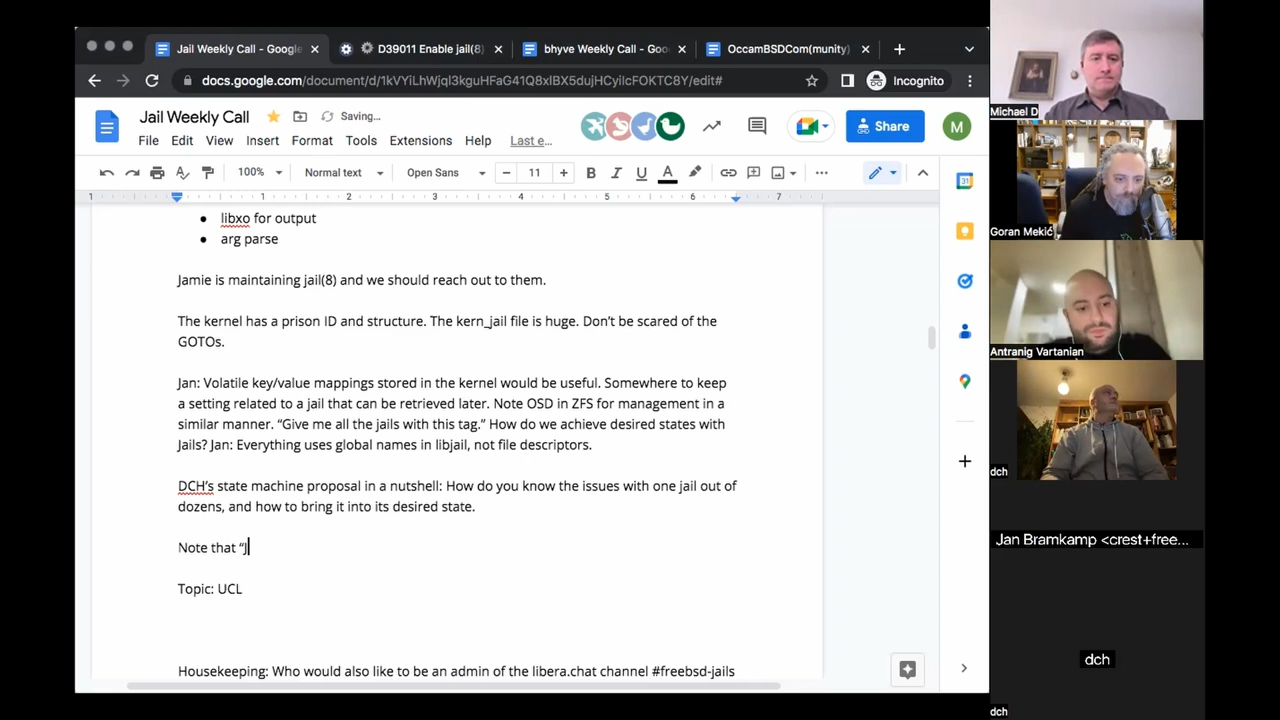 Jail Weekly Call - Google
D39011 Enable jail(8)
bhyve Weekly Call - Goo
OccamBSDCom(munity)
docs.google.com/document/d/1kVYiLhWjqI3kguHFaG41Q8xIBX5dujHCyilcFOKTC8Y/edit#
Incognito
Jail Weekly Call
Saving...
File Edit View Insert Format Tools Extensions Help Last e...
Share
M
100% Normal text Open Sans 11 B I U A
1 1 2 3 4 5 6 7
libxo for output
arg parse
Jamie is maintaining jail(8) and we should reach out to them.
The kernel has a prison ID and structure. The kern_jail file is huge. Don't be scared of the
GOTOs.
Jan: Volatile key/value mappings stored in the kernel would be useful. Somewhere to keep
a setting related to a jail that can be retrieved later. Note OSD in ZFS for management in a
similar manner. “Give me all the jails with this tag.” How do we achieve desired states with
Jails? Jan: Everything uses global names in libjail, not file descriptors.
DCH's state machine proposal in a nutshell: How do you know the issues with one jail out of
dozens, and how to bring it into its desired state.
Note that “J
Topic: UCL
Housekeeping: Who would also like to be an admin of the libera.chat channel #freebsd-jails
31
Michael D
Goran Mekić
Antranig Vartanian
dch
Jan Bramkamp <crest+free...
dch
dch